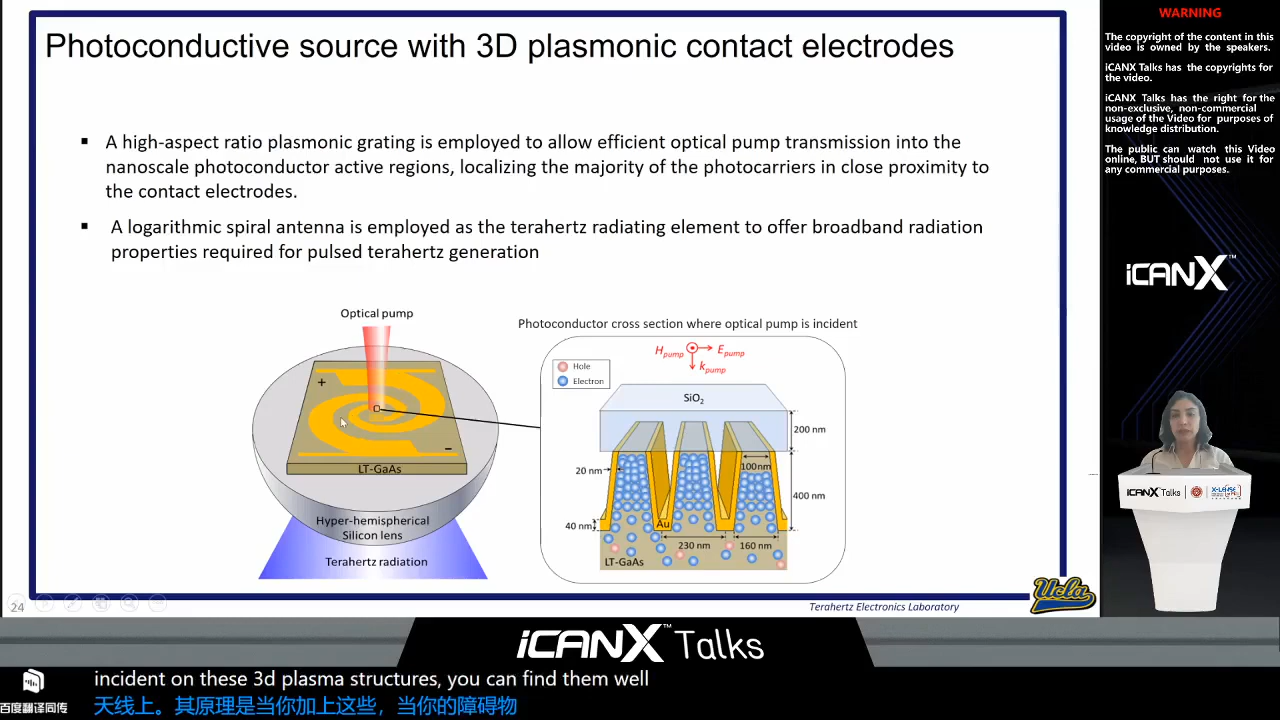 Photoconductive source with 3D plasmonic contact electrodes
▪ A high-aspect ratio plasmonic grating is employed to allow efficient optical pump transmission into the
nanoscale photoconductor active regions, localizing the majority of the photocarriers in close proximity to
the contact electrodes.
▪ A logarithmic spiral antenna is employed as the terahertz radiating element to offer broadband radiation
properties required for pulsed terahertz generation
Optical pump
+
-
LT-GaAs
Hyper-hemispherical
Silicon lens
Terahertz radiation
Photoconductor cross section where optical pump is incident
H pump
E pump
k pump
Hole
Electron
SiO2
200 nm
20 nm
100nm
400 nm
40 nm
Au
230 nm
160 nm
LT-GaAs
24
Terahertz Electronics Laboratory
Ucla
WARNING
The copyright of the content in this
video is owned by the speakers.
iCANX Talks has the copyrights for
the video.
iCANX Talks has the right for the
non-exclusive, non-commercial
usage of the Video for purposes of
knowledge distribution.
The public can watch this Video
online, BUT should not use it for
any commercial purposes.
iCANX™
iCANX Talks
iCANX™ Talks
incident on these 3d plasma structures, you can find them well
天线上。其原理是当你加上这些，当你的障碍物
百度翻译同传